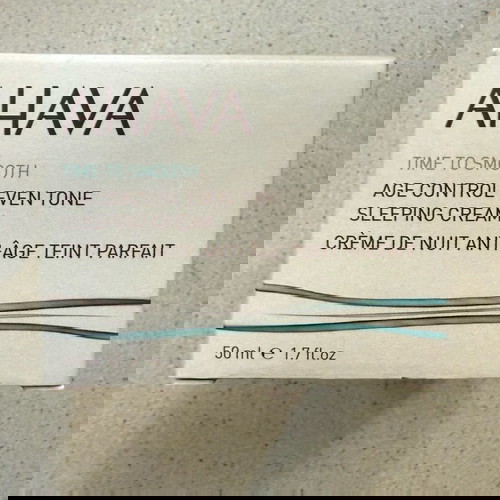 AHAVA
TIME TO SMOOTH
AGE CONTROL EVEN TONE
SLEEPING CREAM
CRÈME DE NUIT ANTI-ÂGE TEINT PARFAIT
50 ml ℮ 1.7 fl.oz